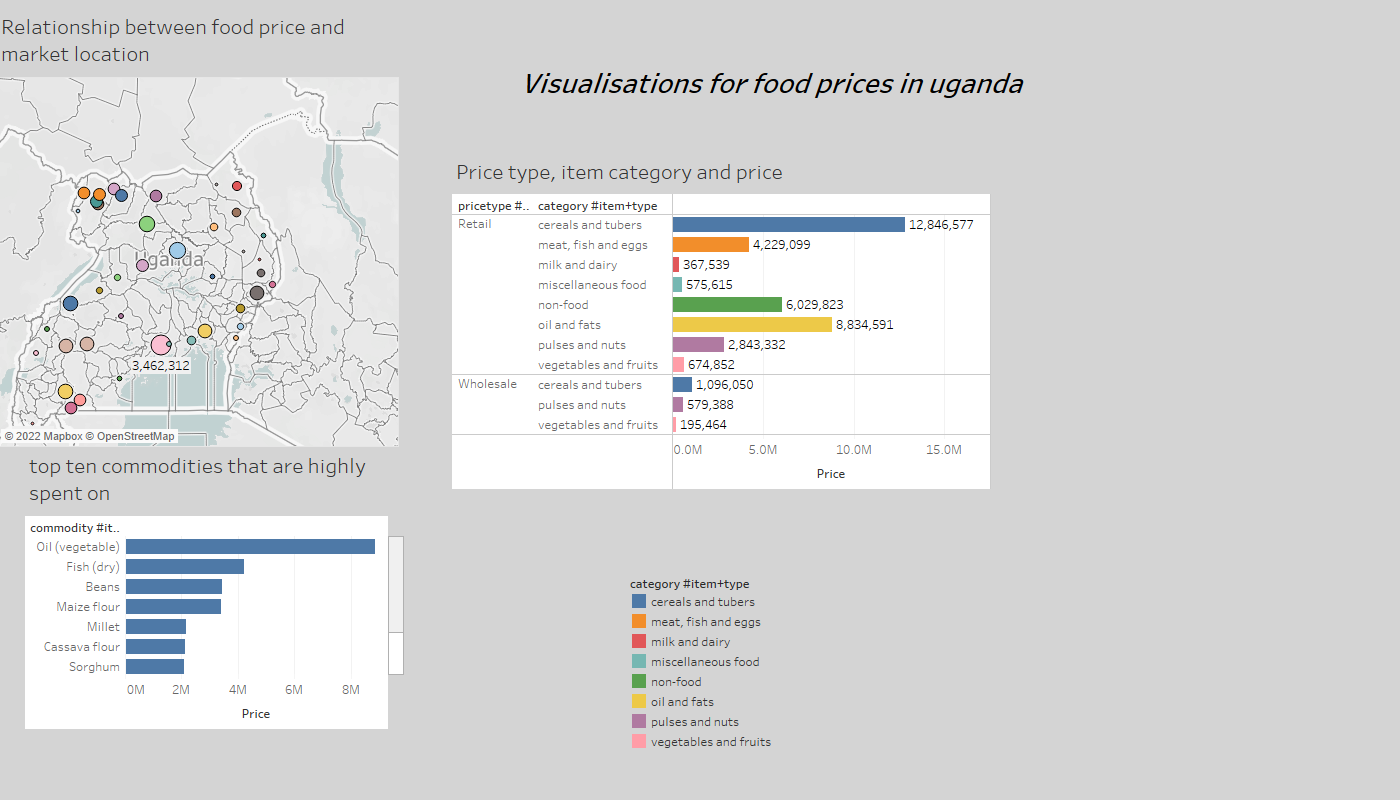 Relationship between food price and
market location
Visualisations for food prices in uganda
Uganda
3,462,312
© 2022 Mapbox © OpenStreetMap
Price type, item category and price
pricetype #.. category #item+type
Retail cereals and tubers 12,846,577
meat, fish and eggs 4,229,099
milk and dairy 367,539
miscellaneous food 575,615
non-food 6,029,823
oil and fats 8,834,591
pulses and nuts 2,843,332
vegetables and fruits 674,852
Wholesale cereals and tubers 1,096,050
pulses and nuts 579,388
vegetables and fruits 195,464
0.0M 5.0M 10.0M 15.0M
Price
top ten commodities that are highly
spent on
commodity #it..
Oil (vegetable)
Fish (dry)
Beans
Maize flour
Millet
Cassava flour
Sorghum
0M 2M 4M 6M 8M
Price
category #item+type
cereals and tubers
meat, fish and eggs
milk and dairy
miscellaneous food
non-food
oil and fats
pulses and nuts
vegetables and fruits